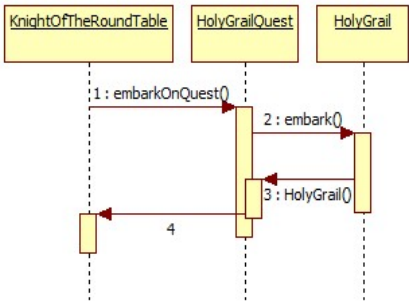 KnightOfTheRoundTable HolyGrailQuest HolyGrail
1 : embarkOnQuest()
2 : embark()
3 : HolyGrail()
4